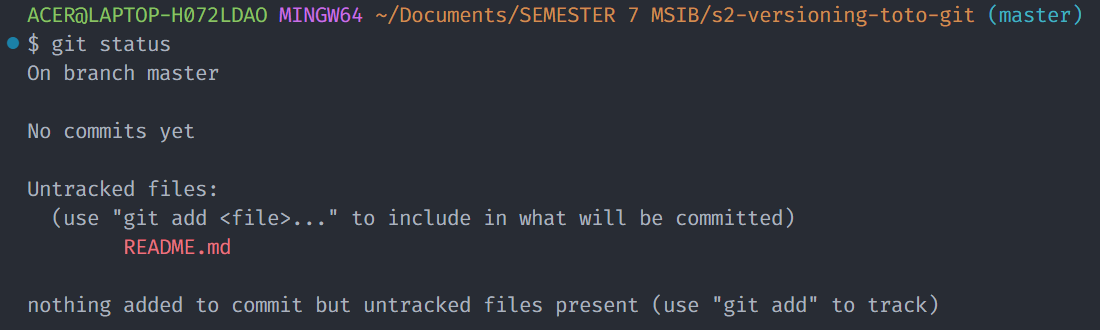 ACER@LAPTOP-H072LDAO MINGW64 ~/Documents/SEMESTER 7 MSIB/s2-versioning-toto-git (master)
$ git status
On branch master
No commits yet
Untracked files:
(use "git add <file>..." to include in what will be committed)
README.md
nothing added to commit but untracked files present (use "git add" to track)